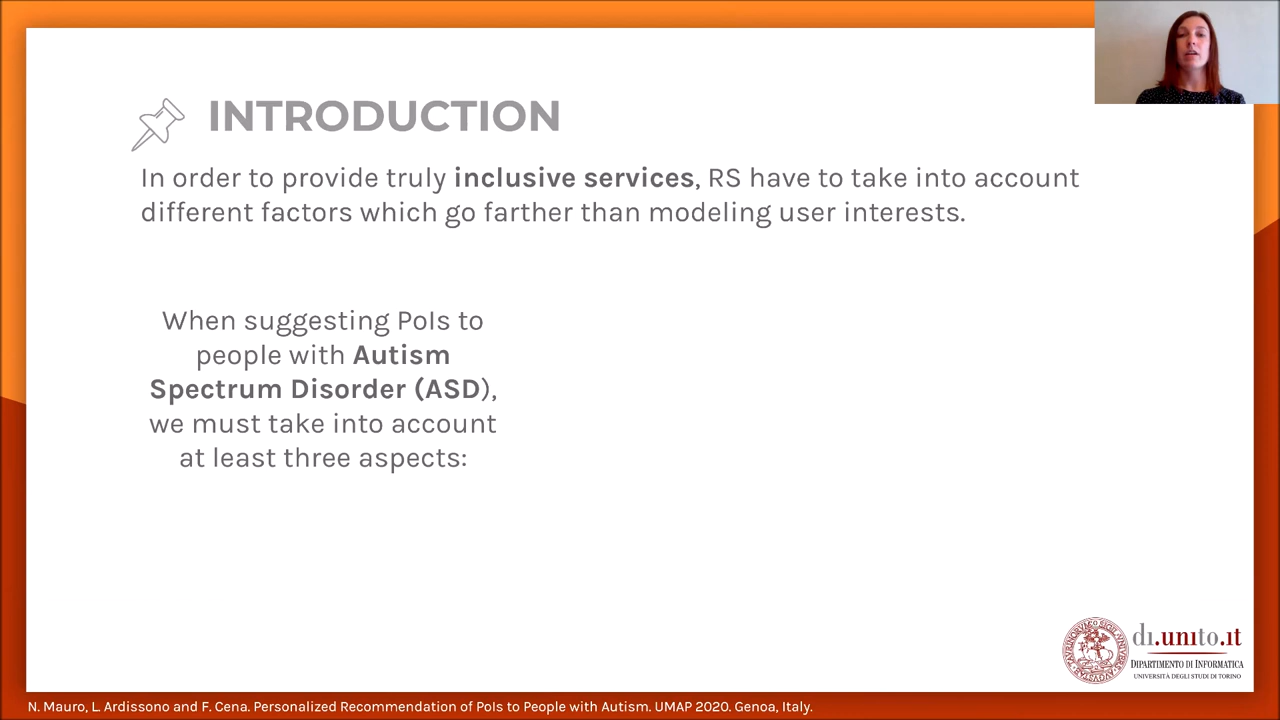 INTRODUCTION
In order to provide truly inclusive services, RS have to take into account
different factors which go farther than modeling user interests.
When suggesting PoIs to
people with Autism
Spectrum Disorder (ASD),
we must take into account
at least three aspects:
di.unito.it
DIPARTIMENTO DI INFORMATICA
UNIVERSITÀ DEGLI STUDI DI TORINO
N. Mauro, L. Ardissono and F. Cena. Personalized Recommendation of PoIs to People with Autism. UMAP 2020. Genoa, Italy.